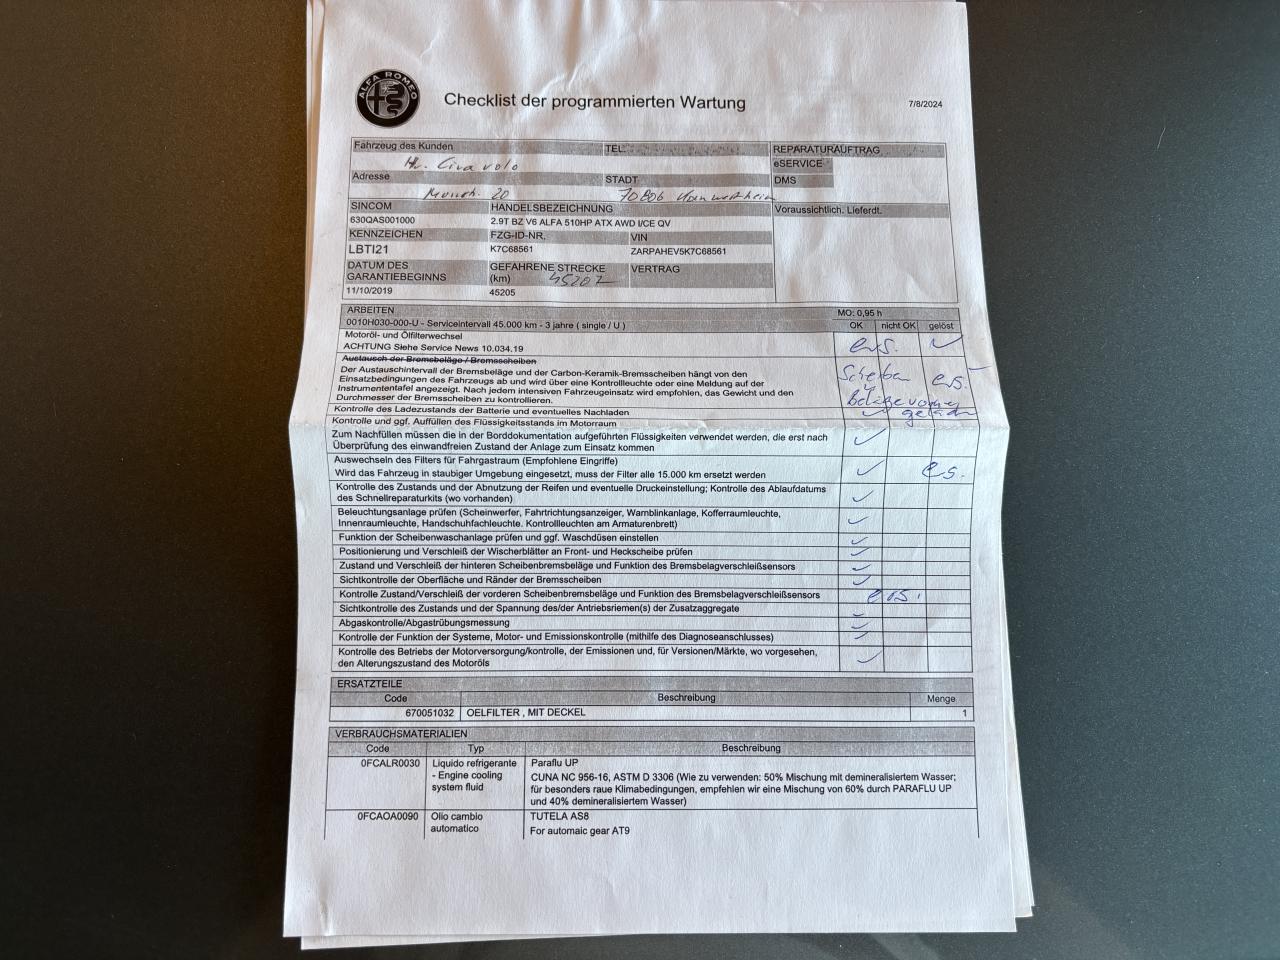 ALFA ROMEO
Checklist der programmierten Wartung
7/8/2024
Fahrzeug des Kunden
TEL:
REPARATURAUFTRAG
eSERVICE
Adresse
STADT
DMS
20
70806
SINCOM
HANDELSBEZEICHNUNG
Voraussichtlich. Lieferdt.
630QAS001000
2.9T BZ V6 ALFA 510HP ATX AWD I/CE QV
KENNZEICHEN
FZG-ID-NR.
VIN
LBTI21
K7C68561
ZARPAHEV5K7C68561
DATUM DES GARANTIEBEGINNS
GEFAHRENE STRECKE (km) 45207
VERTRAG
11/10/2019
45205
ARBEITEN
MO: 0,95 h
0010H030-000-U - Serviceintervall 45.000 km - 3 jahre ( single / U )
OK
nicht OK
gelöst
Motoröl- und Ölfilterwechsel
ACHTUNG Siehe Service News 10.034.19
ers. ✓
Austausch der Bremsbeläge / Bremsscheiben
Der Austauschintervall der Bremsbeläge und der Carbon-Keramik-Bremsscheiben hängt von den
Einsatzbedingungen des Fahrzeugs ab und wird über eine Kontrollleuchte oder eine Meldung auf der
Instrumententafel angezeigt. Nach jedem intensiven Fahrzeugeinsatz wird empfohlen, das Gewicht und den
Durchmesser der Bremsscheiben zu kontrollieren.
Scheiben
Beläge vorne
Kontrolle des Ladezustands der Batterie und eventuelles Nachladen
✓ geladen
Kontrolle und ggf. Auffüllen des Flüssigkeitsstands im Motorraum
Zum Nachfüllen müssen die in der Borddokumentation aufgeführten Flüssigkeiten verwendet werden, die erst nach
Überprüfung des einwandfreien Zustand der Anlage zum Einsatz kommen
✓
Auswechseln des Filters für Fahrgastraum (Empfohlene Eingriffe)
Wird das Fahrzeug in staubiger Umgebung eingesetzt, muss der Filter alle 15.000 km ersetzt werden
✓
Kontrolle des Zustands und der Abnutzung der Reifen und eventuelle Druckeinstellung; Kontrolle des Ablaufdatums
des Schnellreparaturkits (wo vorhanden)
✓
Beleuchtungsanlage prüfen (Scheinwerfer, Fahrtrichtungsanzeiger, Warnblinkanlage, Kofferraumleuchte,
Innenraumleuchte, Handschuhfachleuchte. Kontrollleuchten am Armaturenbrett)
✓
Funktion der Scheibenwaschanlage prüfen und ggf. Waschdüsen einstellen ✓
Positionierung und Verschleiß der Wischerblätter an Front- und Heckscheibe prüfen ✓
Zustand und Verschleiß der hinteren Scheibenbremsbeläge und Funktion des Bremsbelagverschleißsensors ✓
Sichtkontrolle der Oberfläche und Ränder der Bremsscheiben ✓
Kontrolle Zustand/Verschleiß der vorderen Scheibenbremsbeläge und Funktion des Bremsbelagverschleißsensors ers.
Sichtkontrolle des Zustands und der Spannung des/der Antriebsriemen(s) der Zusatzaggregate ✓
Abgaskontrolle/Abgastrübungsmessung ✓
Kontrolle der Funktion der Systeme, Motor- und Emissionskontrolle (mithilfe des Diagnoseanschlusses) ✓
Kontrolle des Betriebs der Motorversorgung/kontrolle, der Emissionen und, für Versionen/Märkte, wo vorgesehen,
den Alterungszustand des Motoröls
✓
ERSATZTEILE
Code
Beschreibung
Menge
670051032
OELFILTER , MIT DECKEL
1
VERBRAUCHSMATERIALIEN
Code
Typ
Beschreibung
0FCALR0030
Liquido refrigerante
- Engine cooling
system fluid
Paraflu UP
CUNA NC 956-16, ASTM D 3306 (Wie zu verwenden: 50% Mischung mit demineralisiertem Wasser;
für besonders raue Klimabedingungen, empfehlen wir eine Mischung von 60% durch PARAFLU UP
und 40% demineralisiertem Wasser)
0FCAOA0090
Olio cambio
automatico
TUTELA AS8
For automaic gear AT9